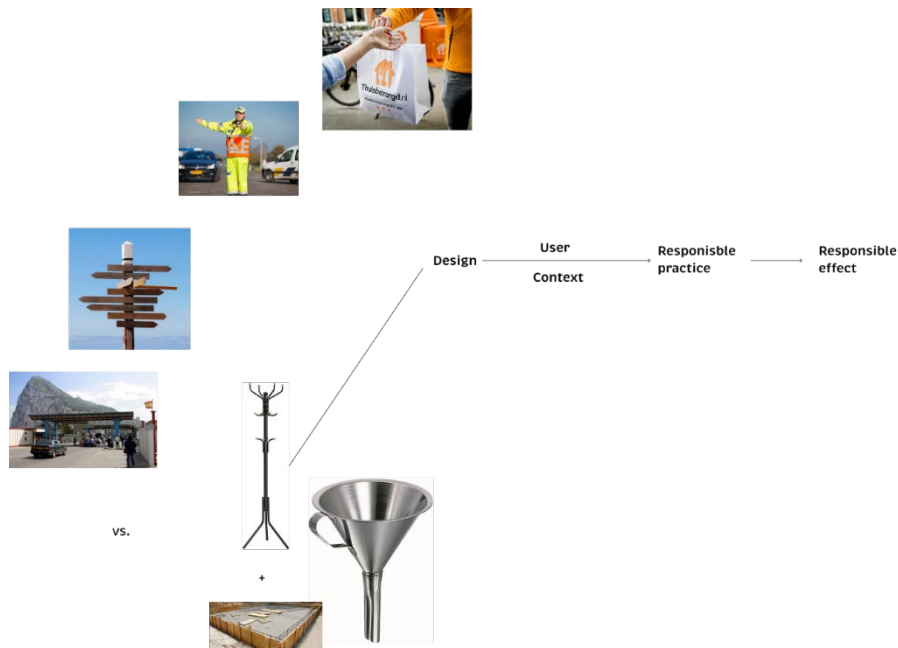 Thuisbezorgd.nl
User
Design
Context
Responisble
practice
Responsible
effect
vs.
+